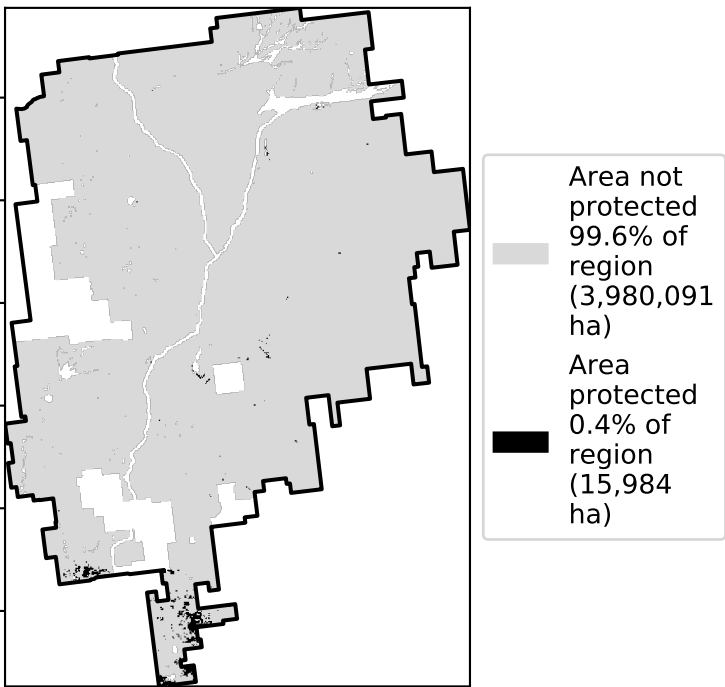 Area not
protected
99.6% of
region
(3,980,091
ha)
Area
protected
0.4% of
region
(15,984
ha)